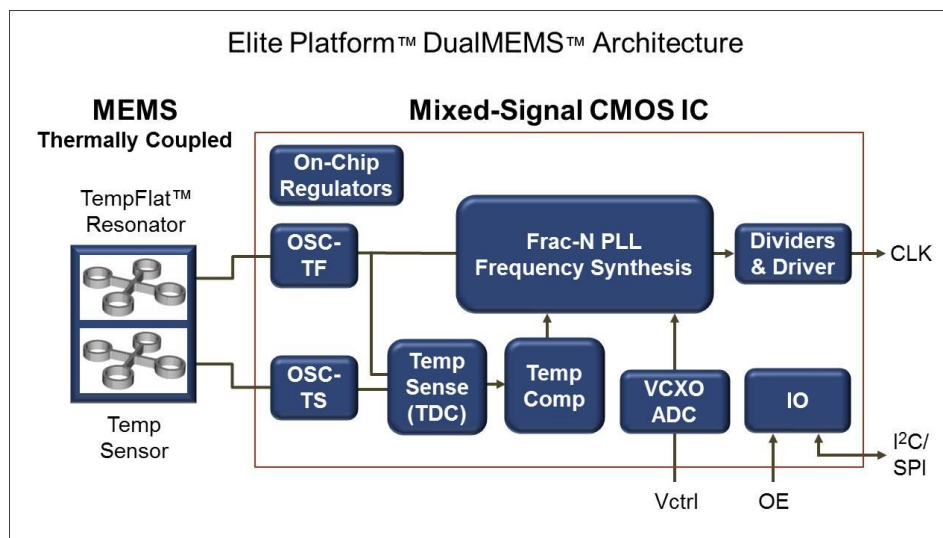 Elite Platform™ DualMEMS™ Architecture
MEMS
Thermally Coupled
Mixed-Signal CMOS IC
TempFlat™
Resonator
On-Chip
Regulators
OSC-
TF
Frac-N PLL
Frequency Synthesis
Dividers
& Driver
CLK
OSC-
TS
Temp
Sense
(TDC)
Temp
Comp
VCXO
ADC
IO
Temp
Sensor
I²C/
SPI
Vctrl
OE